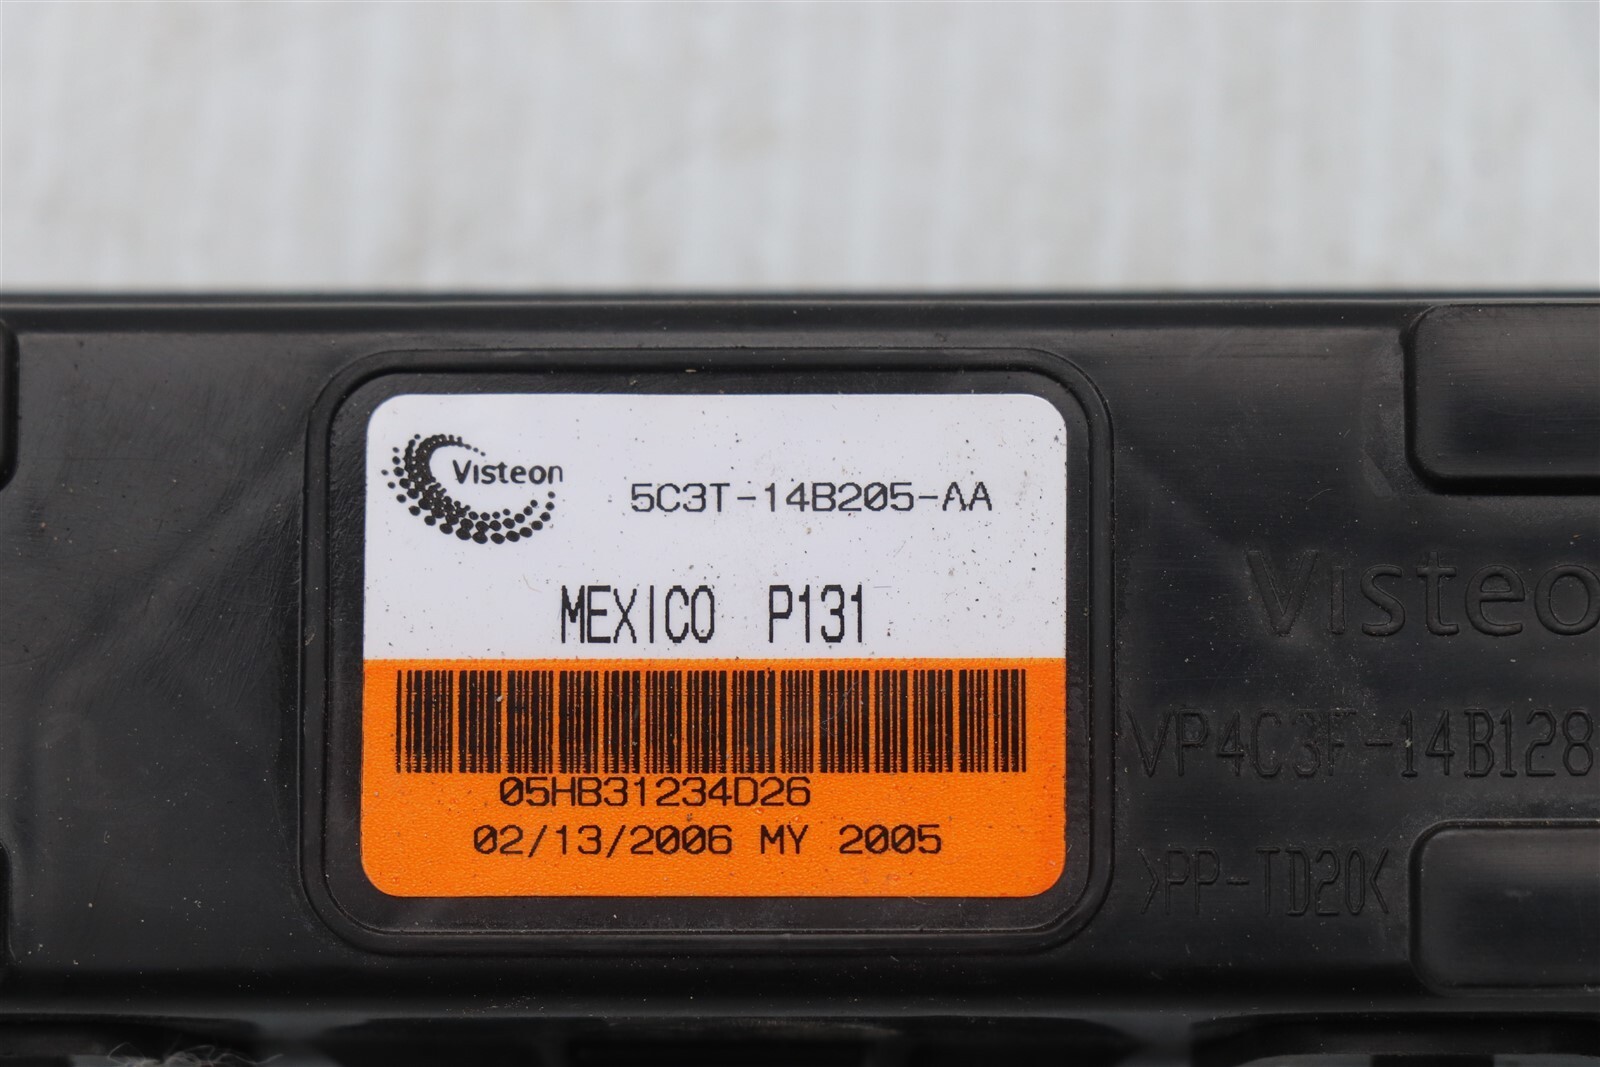 Visteon
5C3T-14B205-AA
MEXICO P131
05HB31234D26
02/13/2006 MY 2005
Visteo
VP4C3F-14B128
>PP-TD20<